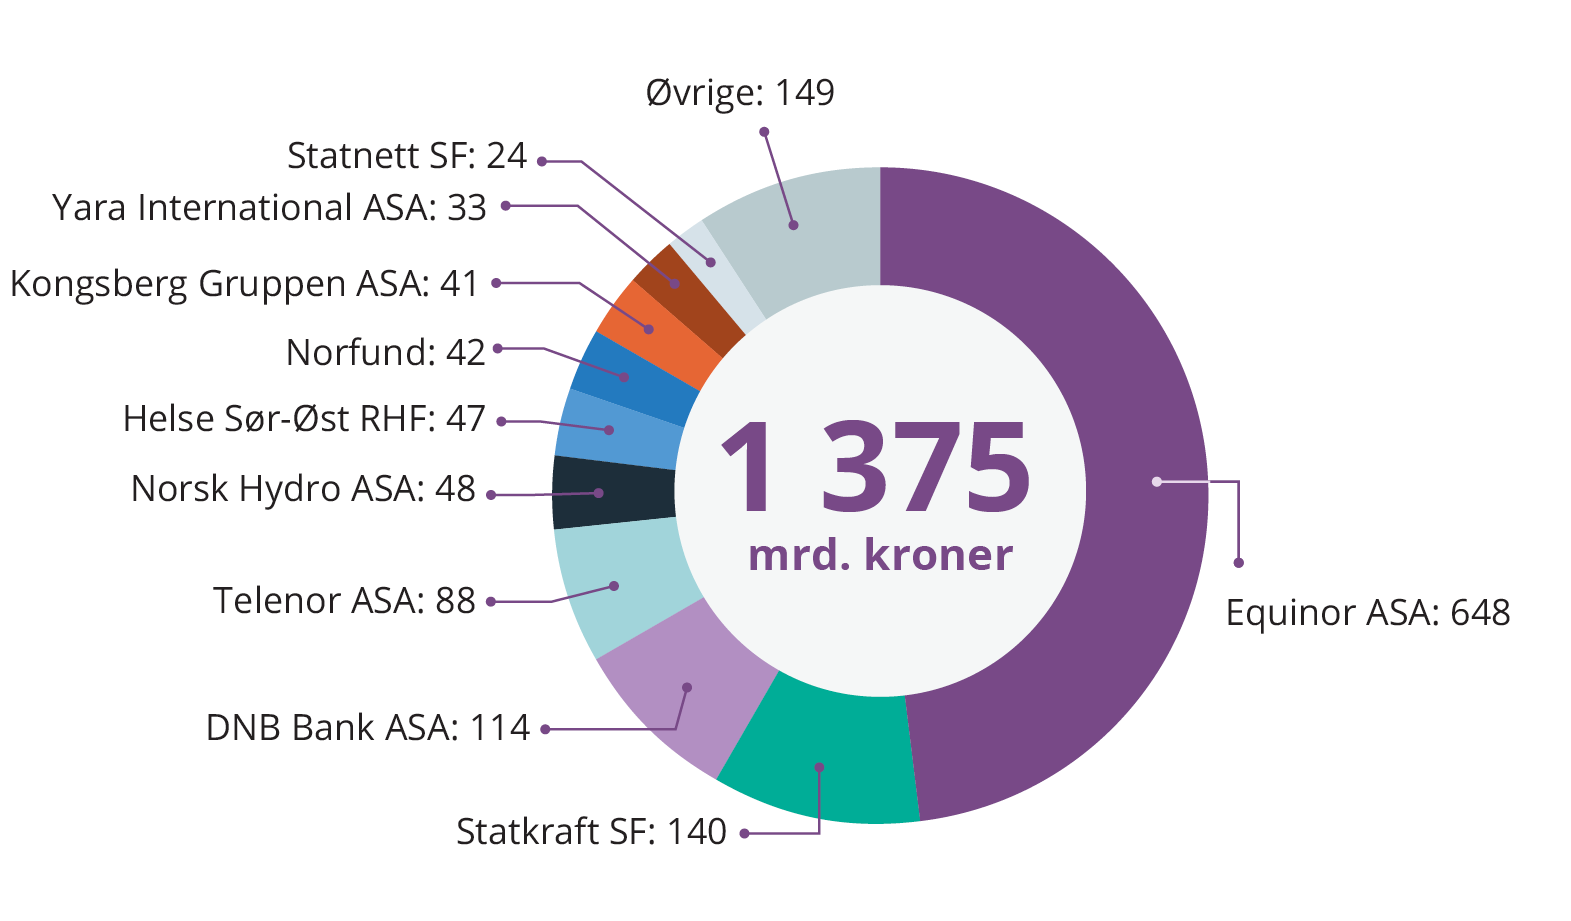 Øvrige: 149
Statnett SF: 24
Yara International ASA: 33
Kongsberg Gruppen ASA: 41
Norfund: 42
Helse Sør-Øst RHF: 47
Norsk Hydro ASA: 48
Telenor ASA: 88
DNB Bank ASA: 114
Statkraft SF: 140
Equinor ASA: 648
1 375
mrd. kroner